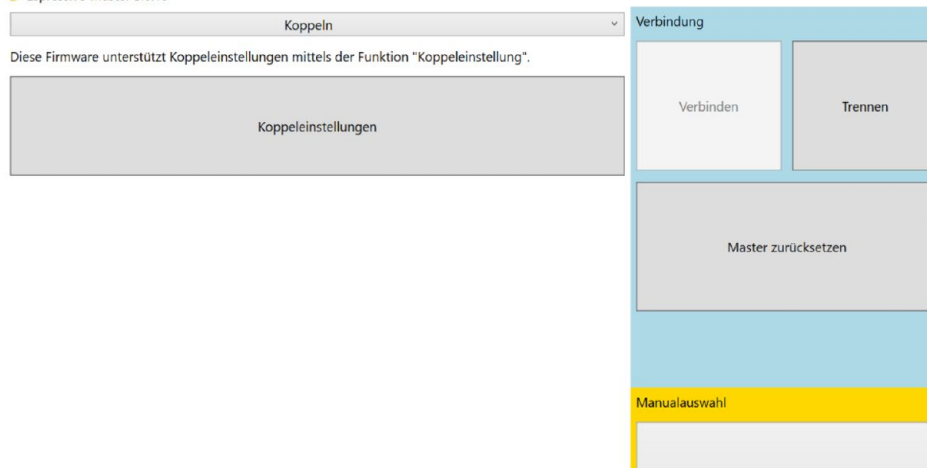 Koppeln
Diese Firmware unterstützt Koppeleinstellungen mittels der Funktion "Koppeleinstellung".
Koppeleinstellungen
Verbindung
Verbinden
Trennen
Master zurücksetzen
Manualauswahl